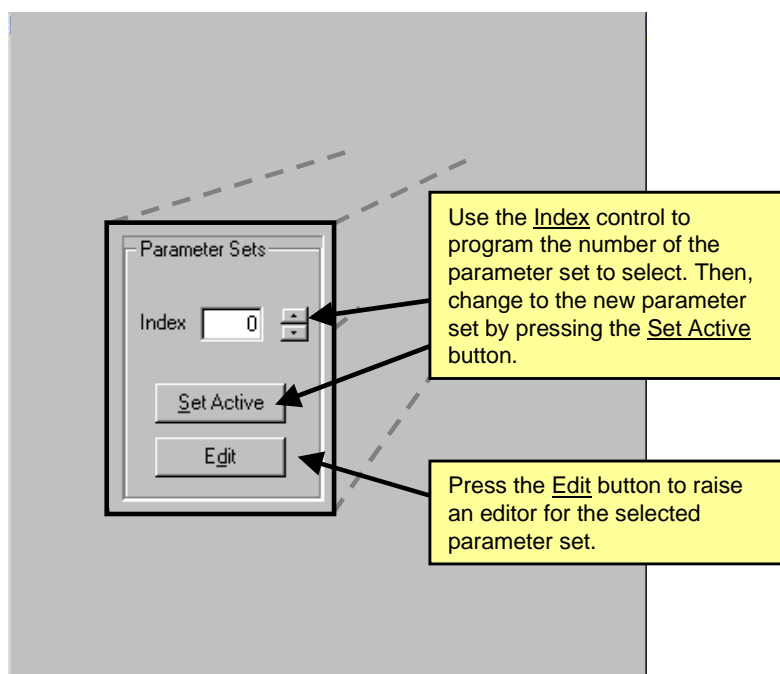 Parameter Sets
Index 0
Set Active
Edit
Use the Index control to
program the number of the
parameter set to select. Then,
change to the new parameter
set by pressing the Set Active
button.
Press the Edit button to raise
an editor for the selected
parameter set.